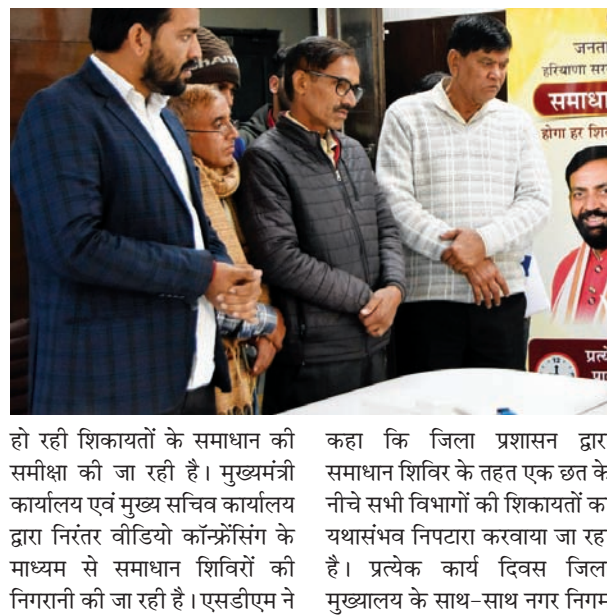 CHAM
जनता
हरियाणा सर
समाधा
होगा हर शि
12
प्रत्ये
हो रही शिकायतों के समाधान की
समीक्षा की जा रही है। मुख्यमंत्री
कार्यालय एवं मुख्य सचिव कार्यालय
द्वारा निरंतर वीडियो कॉन्फ्रेंसिंग के
माध्यम से समाधान शिविरों की
निगरानी की जा रही है। एसडीएम ने
कहा कि जिला प्रशासन द्वारा
समाधान शिविर के तहत एक छत के
नीचे सभी विभागों की शिकायतों का
यथासंभव निपटारा करवाया जा रहा
है। प्रत्येक कार्य दिवस जिला
मुख्यालय के साथ-साथ नगर निगम